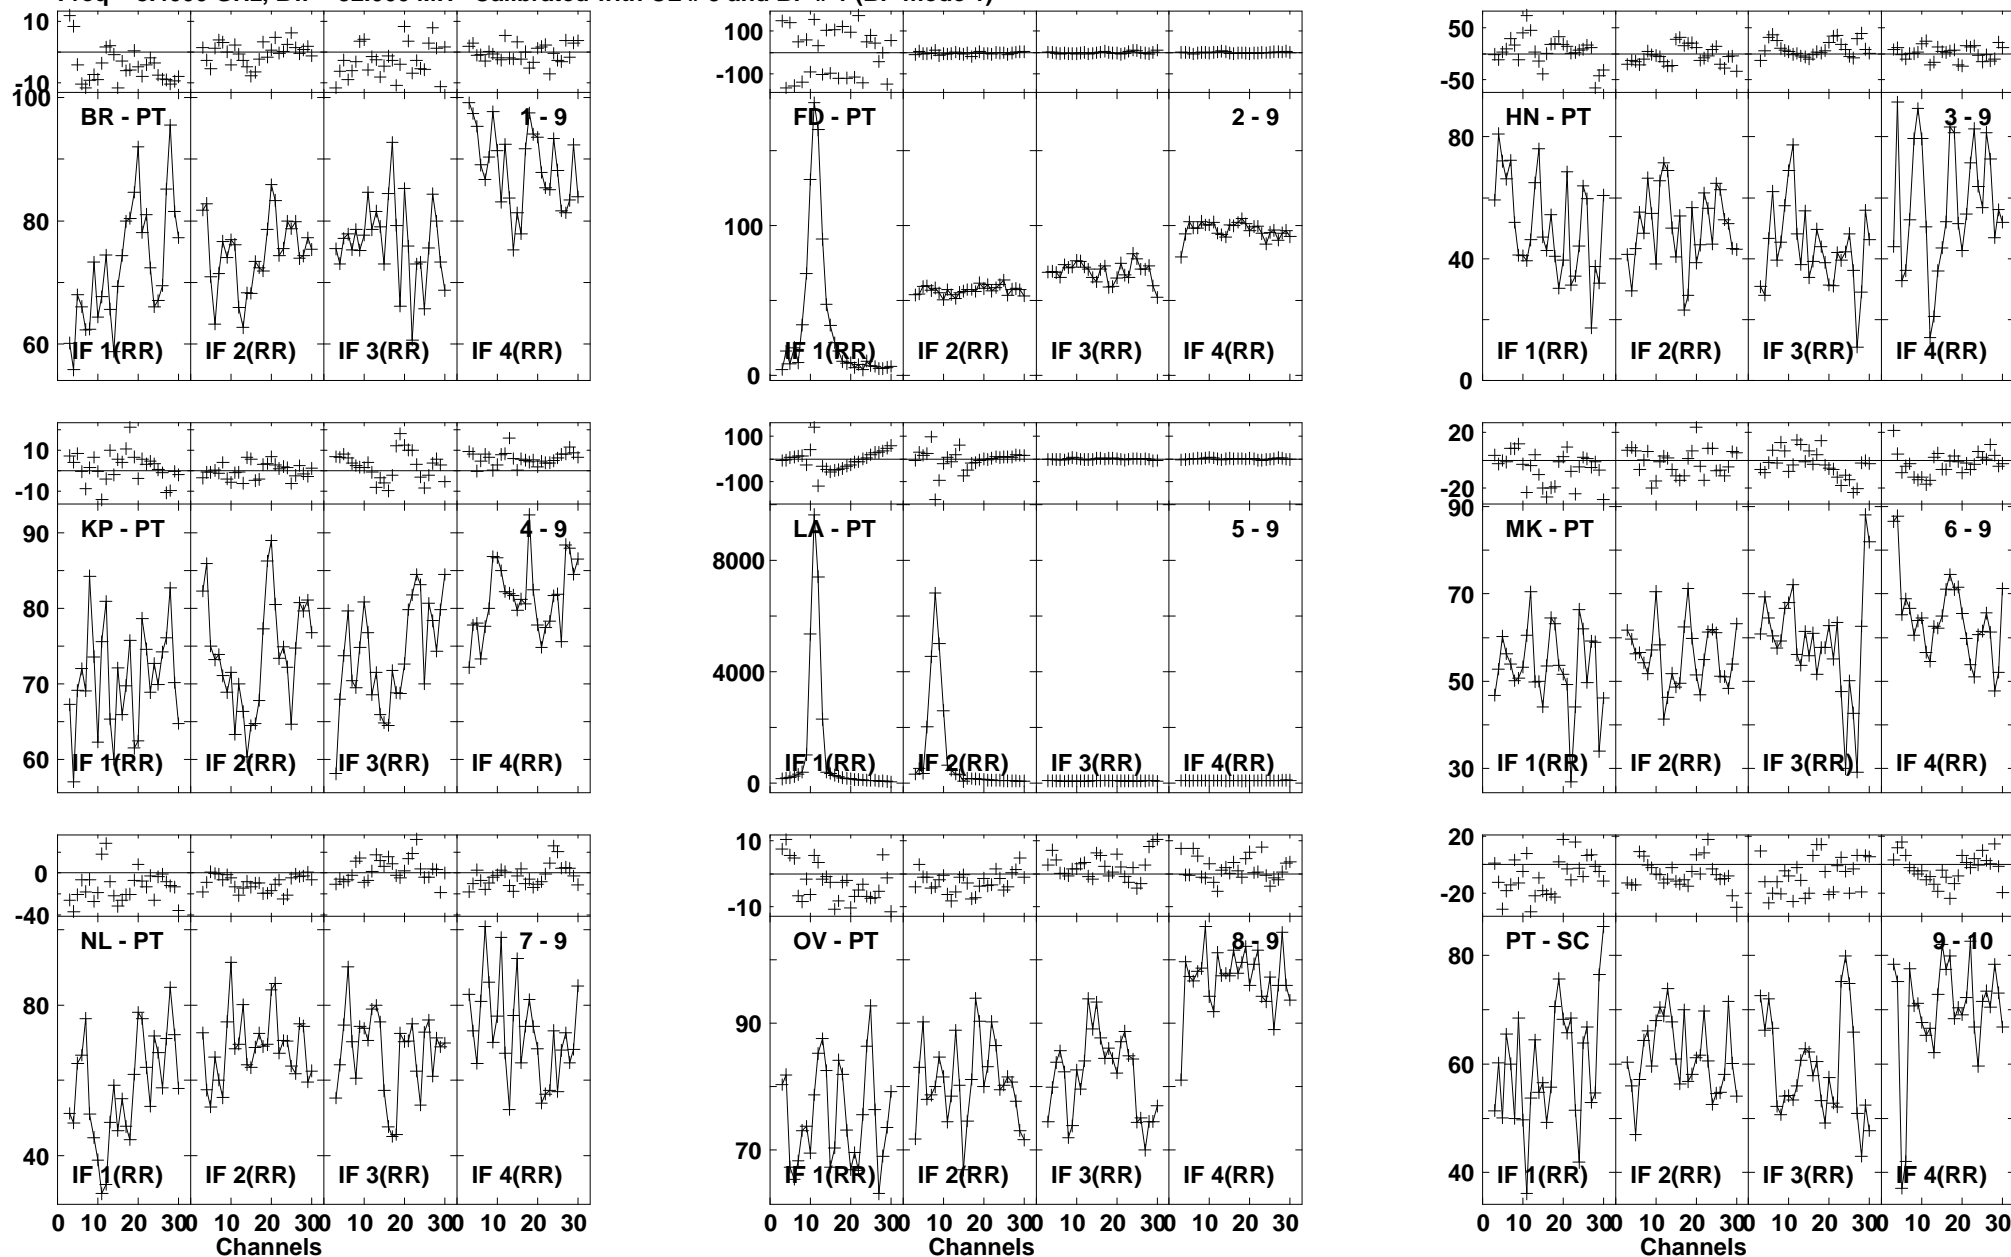 10
-10
100
80
60
BR - PT
1 - 9
IF 1(RR)
IF 2(RR)
IF 3(RR)
IF 4(RR)
100
-100
100
0
FD - PT
2 - 9
IF 1(RR)
IF 2(RR)
IF 3(RR)
IF 4(RR)
50
-50
80
40
0
HN - PT
3 - 9
IF 1(RR)
IF 2(RR)
IF 3(RR)
IF 4(RR)
10
-10
90
80
70
60
KP - PT
4 - 9
IF 1(RR)
IF 2(RR)
IF 3(RR)
IF 4(RR)
100
-100
8000
4000
0
LA - PT
5 - 9
IF 1(RR)
IF 2(RR)
IF 3(RR)
IF 4(RR)
20
-20
90
70
50
30
MK - PT
6 - 9
IF 1(RR)
IF 2(RR)
IF 3(RR)
IF 4(RR)
0
-40
80
40
NL - PT
7 - 9
IF 1(RR)
IF 2(RR)
IF 3(RR)
IF 4(RR)
0 10 20 30 0 10 20 30 0 10 20 30 0 10 20 30
Channels
10
-10
90
70
OV - PT
8 - 9
IF 1(RR)
IF 2(RR)
IF 3(RR)
IF 4(RR)
0 10 20 30 0 10 20 30 0 10 20 30 0 10 20 30
Channels
20
-20
80
60
40
PT - SC
9 - 10
IF 1(RR)
IF 2(RR)
IF 3(RR)
IF 4(RR)
0 10 20 30 0 10 20 30 0 10 20 30 0 10 20 30
Channels